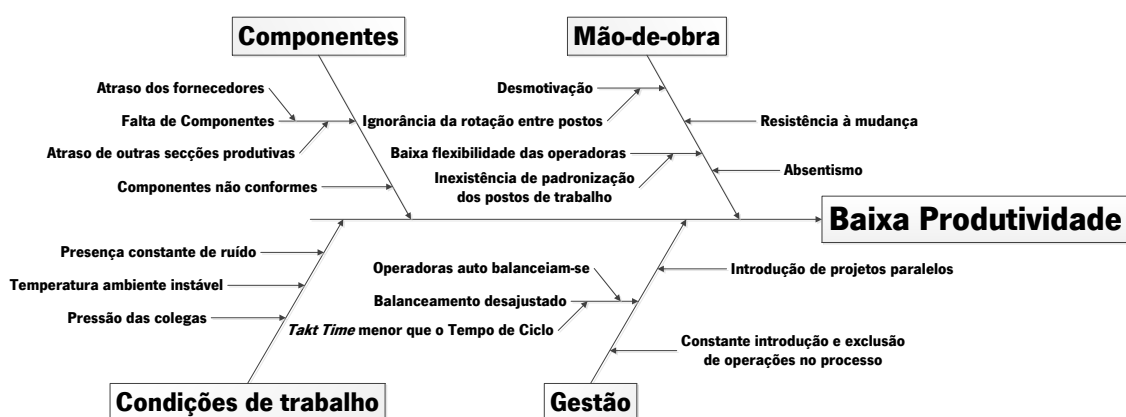 Componentes
Mão-de-obra
Atraso dos fornecedores
Desmotivação
Falta de Componentes
Ignorância da rotação entre postos
Resistência à mudança
Atraso de outras secções produtivas
Baixa flexibilidade das operadoras
Absentismo
Componentes não conformes
Inexistência de padronização
dos postos de trabalho
Baixa Produtividade
Presença constante de ruído
Operadoras auto balanceiam-se
Introdução de projetos paralelos
Temperatura ambiente instável
Balanceamento desajustado
Pressão das colegas
Takt Time menor que o Tempo de Ciclo
Constante introdução e exclusão
de operações no processo
Condições de trabalho
Gestão